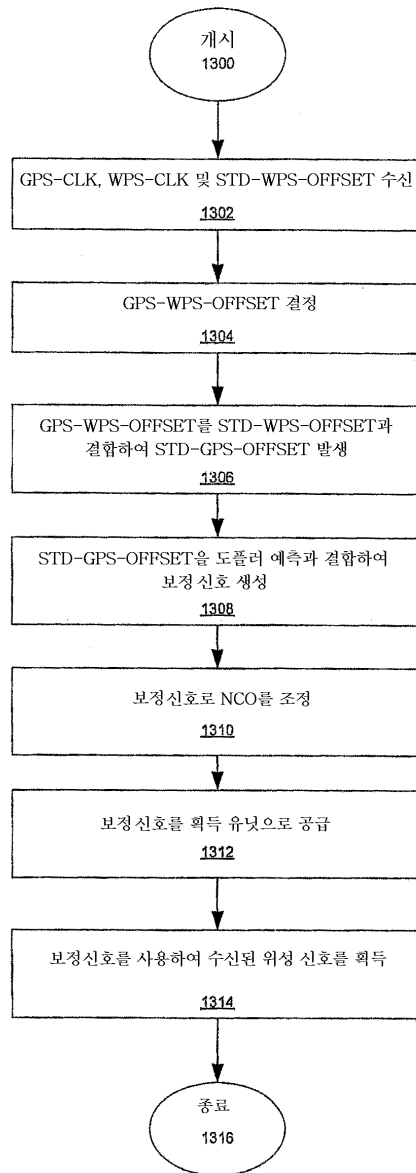 개시
1300
GPS-CLK, WPS-CLK 및 STD-WPS-OFFSET 수신
1302
GPS-WPS-OFFSET 결정
1304
GPS-WPS-OFFSET를 STD-WPS-OFFSET과
결합하여 STD-GPS-OFFSET 발생
1306
STD-GPS-OFFSET을 도플러 예측과 결합하여
보정신호 생성
1308
보정신호로 NCO를 조정
1310
보정신호를 획득 유닛으로 공급
1312
보정신호를 사용하여 수신된 위성 신호를 획득
1314
종료
1316